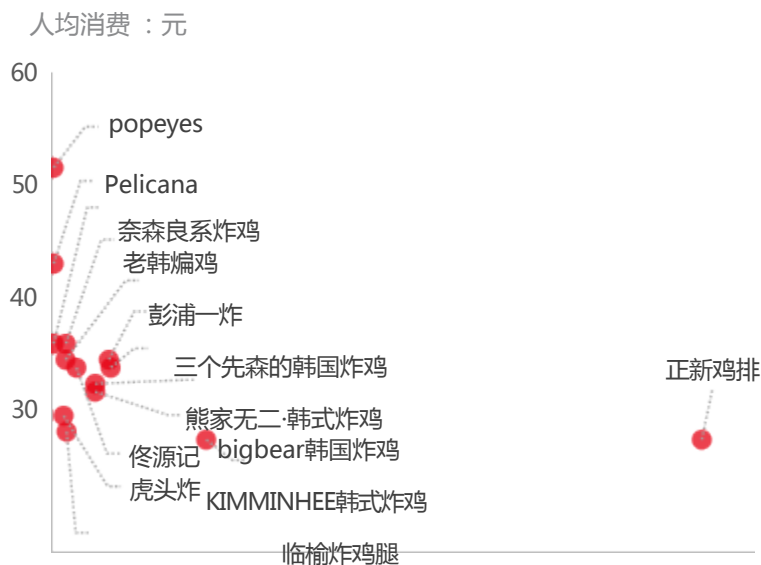 人均消费 ：元
60
popeyes
50
Pelicana
奈森良系炸鸡
老韩煸鸡
40
彭浦一炸
三个先森的韩国炸鸡
正新鸡排
30
熊家无二·韩式炸鸡
bigbear韩国炸鸡
佟源记
虎头炸
KIMMINHEE韩式炸鸡
临榆炸鸡腿